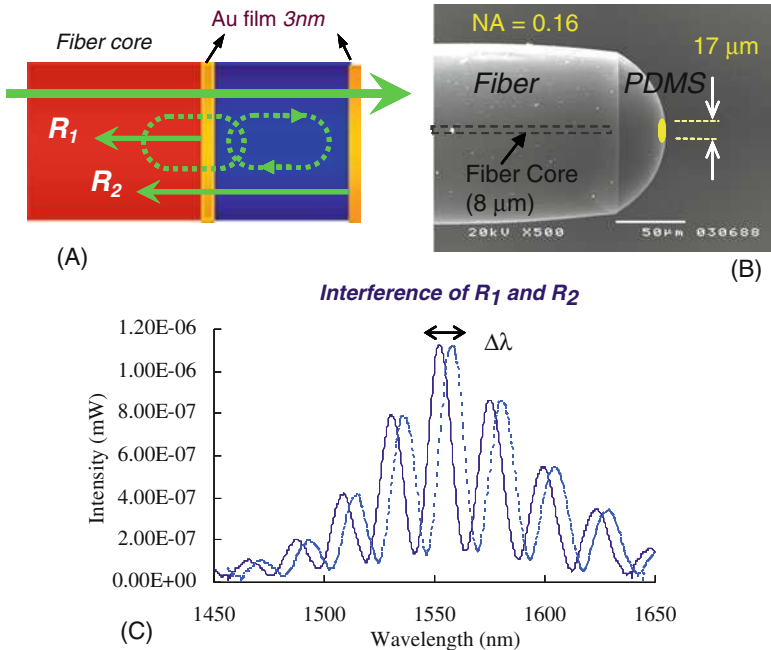 Fiber core
Au film 3nm
R1
R2
(A)
NA = 0.16
17 µm
Fiber
PDMS
Fiber Core
(8 µm)
20kV X500
50µm 030688
(B)
Interference of R1 and R2
1.20E-06
1.00E-06
8.00E-07
6.00E-07
4.00E-07
2.00E-07
0.00E+00
Intensity (mW)
Δλ
1450
1500
1550
1600
1650
Wavelength (nm)
(C)